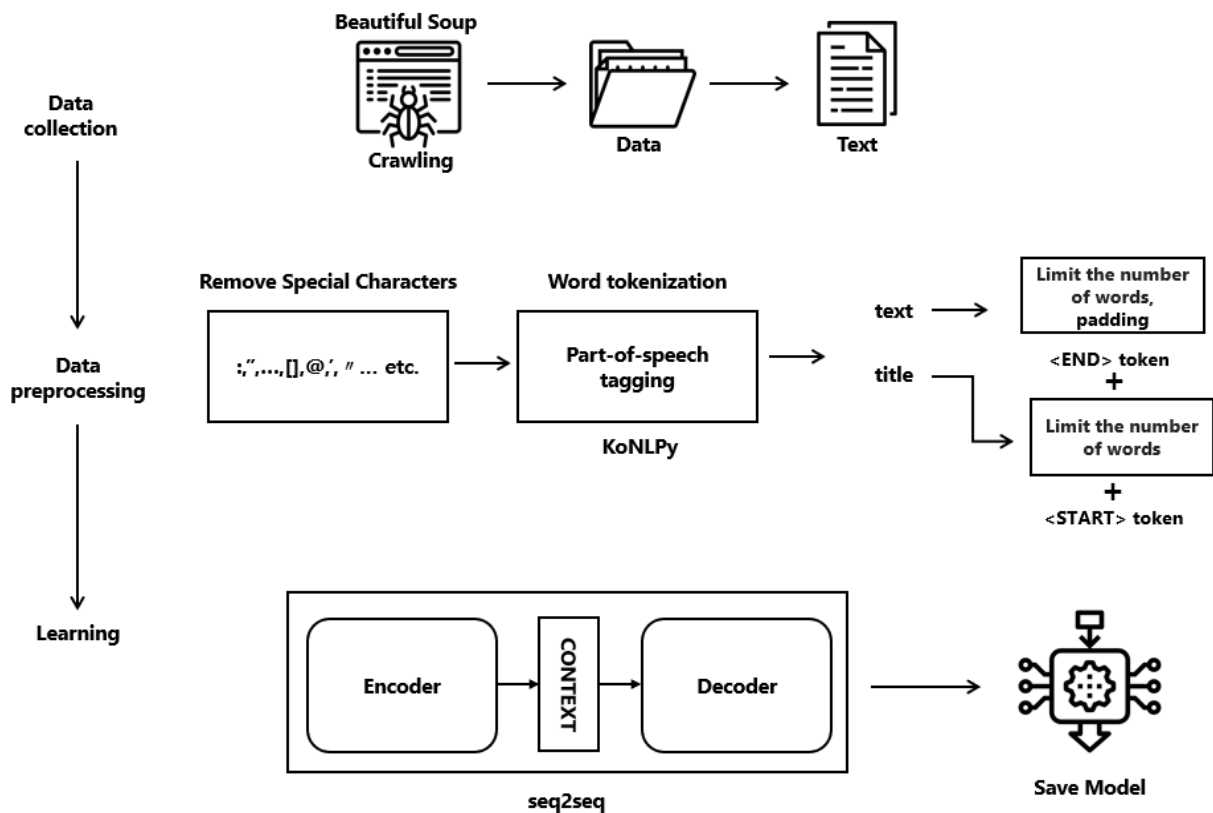 Beautiful Soup
Crawling
Data
Text
Data
collection
Remove Special Characters
:,”,...,[],@,’,〃... etc.
Word tokenization
Part-of-speech
tagging
KoNLPy
text
title
Limit the number
of words,
padding
<END> token
+
Limit the number
of words
+
<START> token
Data
preprocessing
Learning
Encoder
CONTEXT
Decoder
seq2seq
Save Model